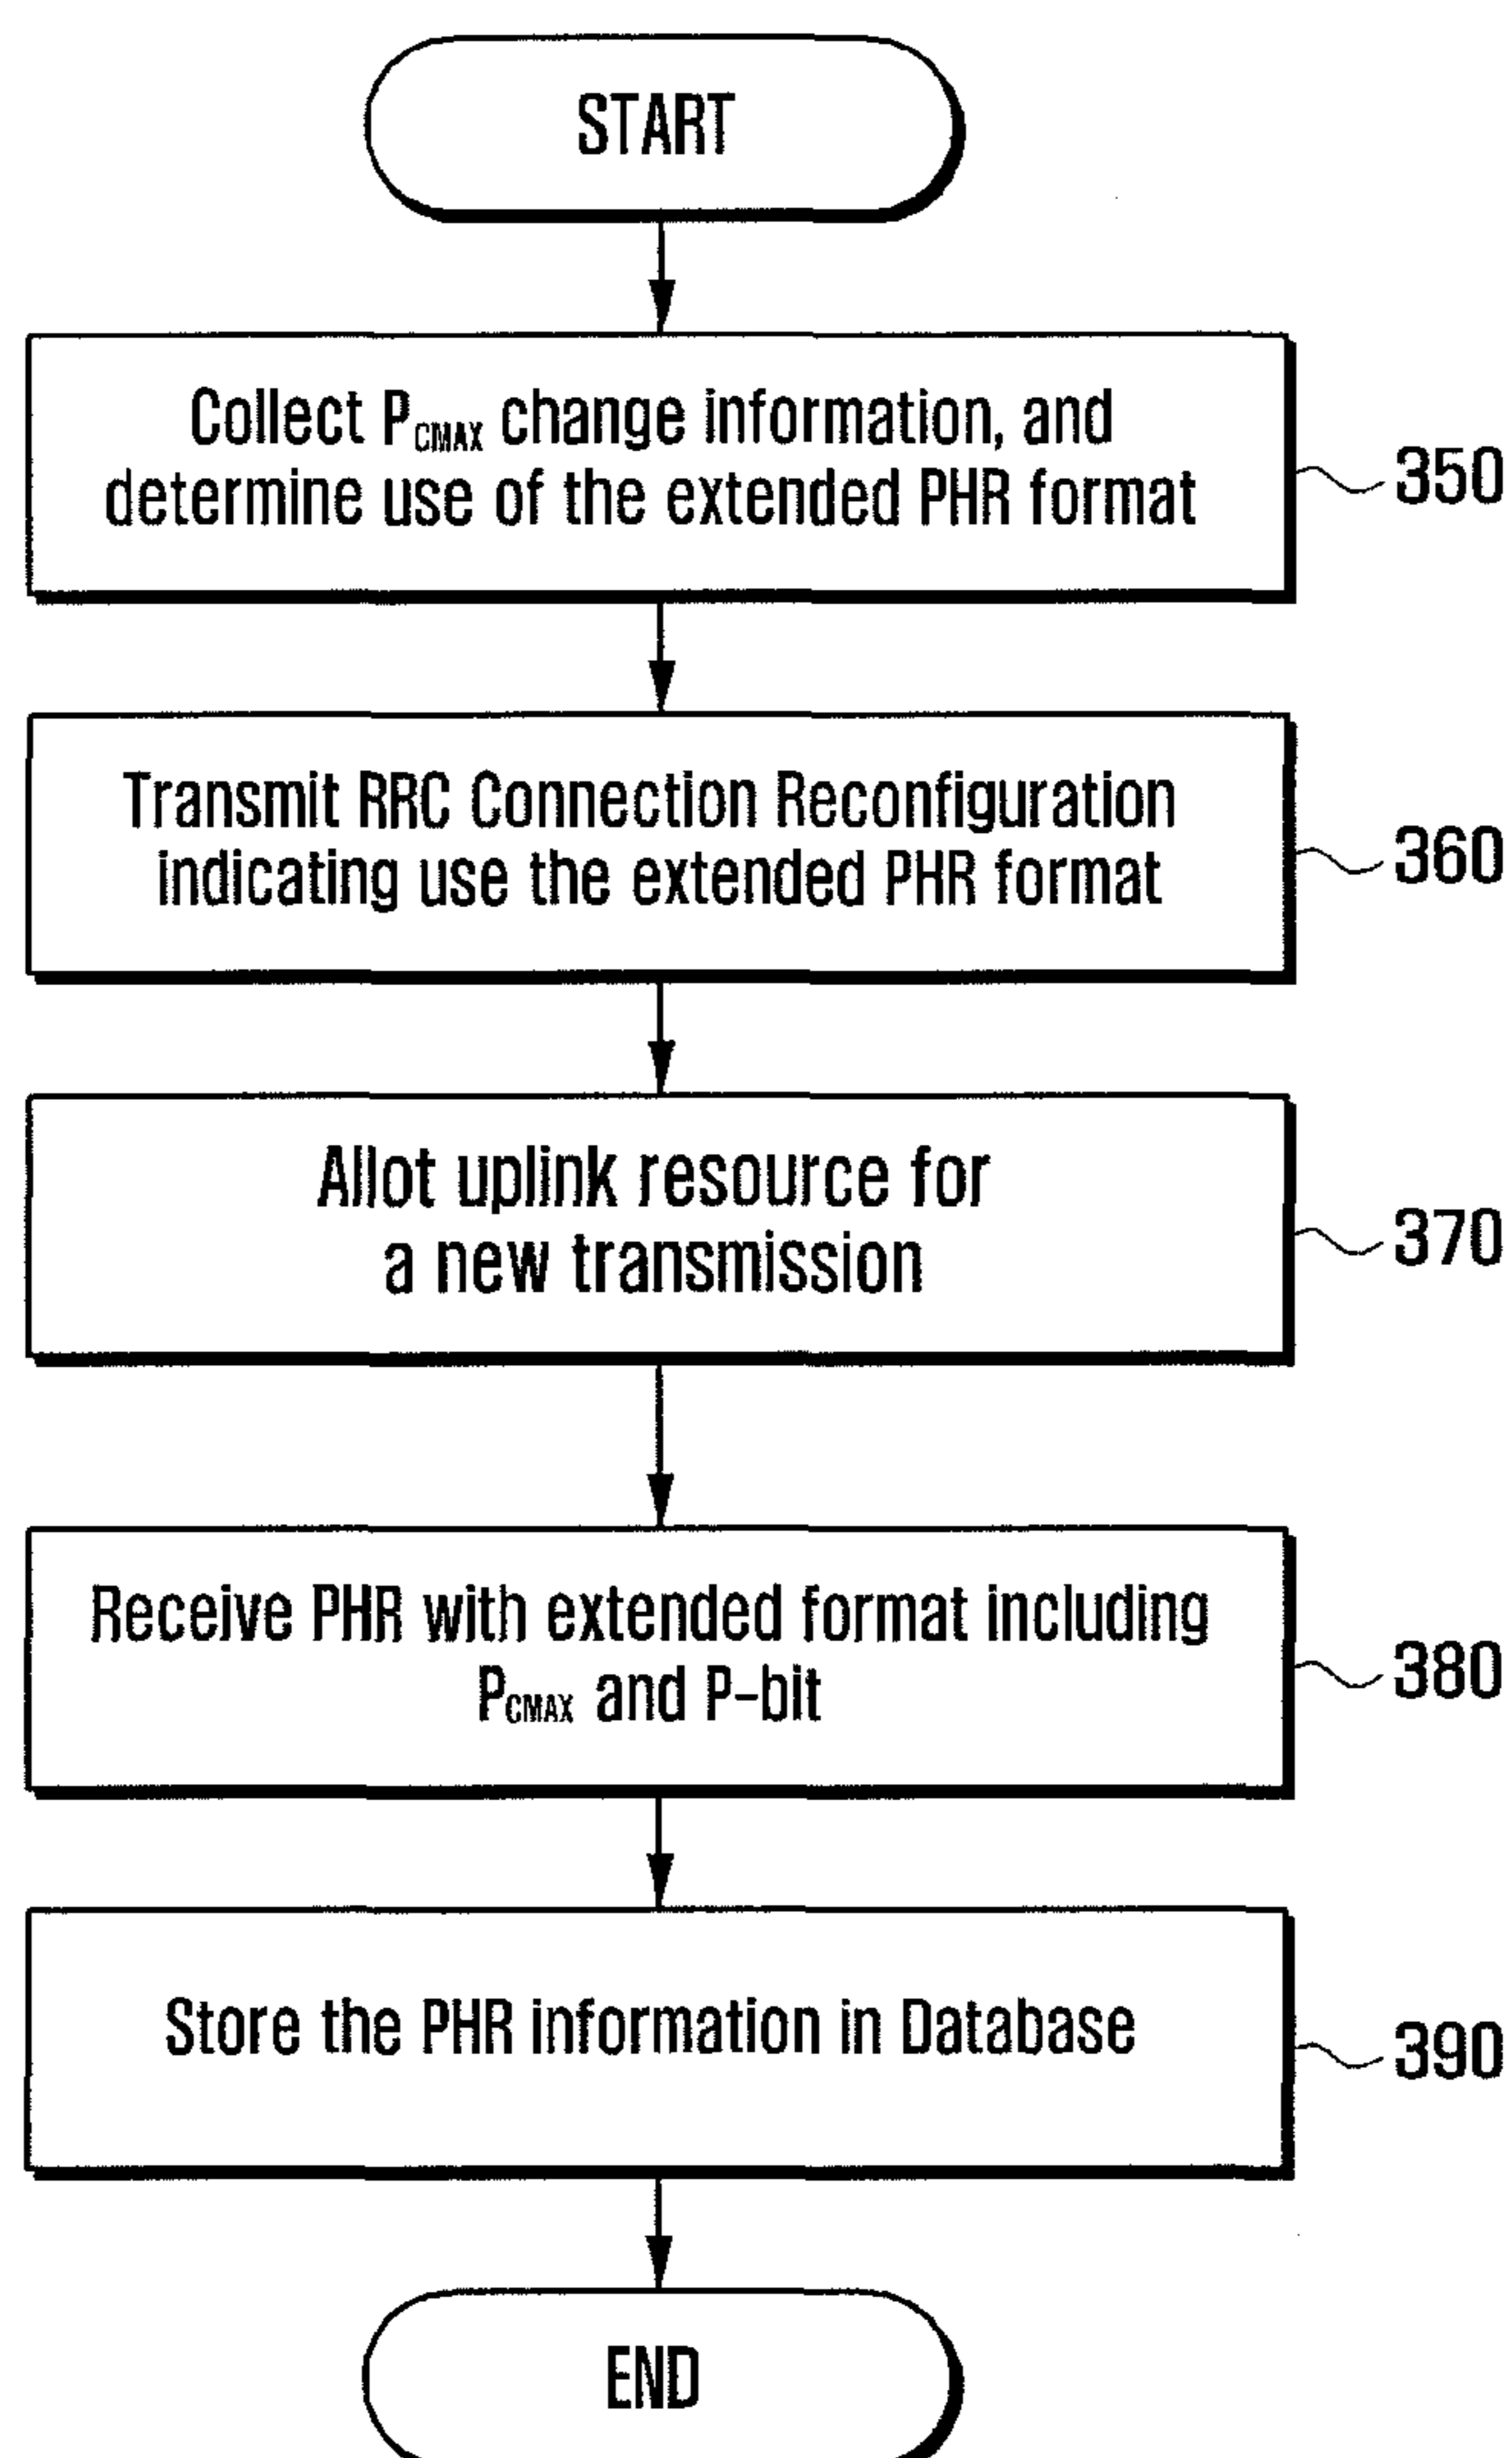 START
Collect PCMAX change information, and
determine use of the extended PHR format
350
Transmit RRC Connection Reconfiguration
indicating use the extended PHR format
360
Allot uplink resource for
a new transmission
370
Receive PHR with extended format including
PCMAX and P-bit
380
Store the PHR information in Database
390
END